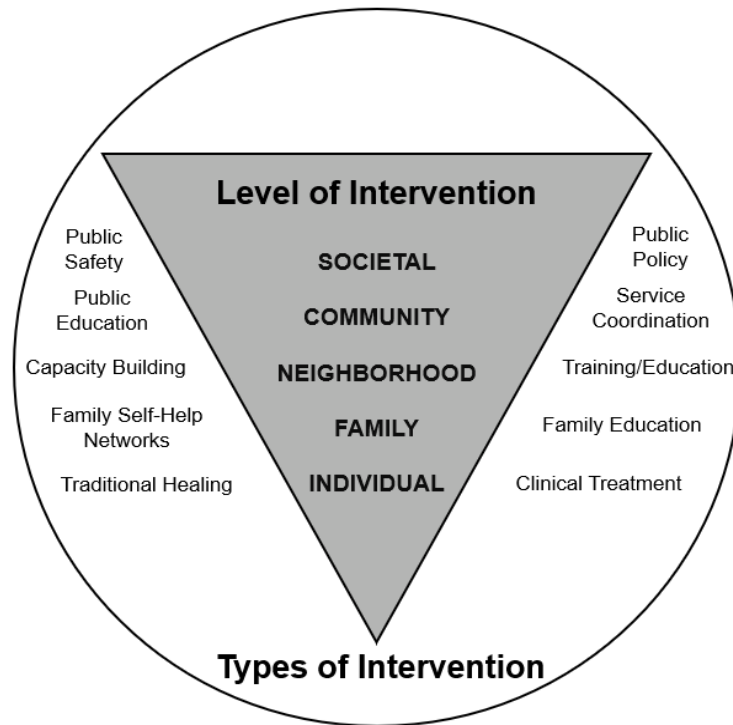 Level of Intervention
Public
Safety
SOCIETAL
Public
Policy
Public
Education
COMMUNITY
Service
Coordination
Capacity Building
NEIGHBORHOOD
Training/Education
Family Self-Help
Networks
FAMILY
Family Education
Traditional Healing
INDIVIDUAL
Clinical Treatment
Types of Intervention